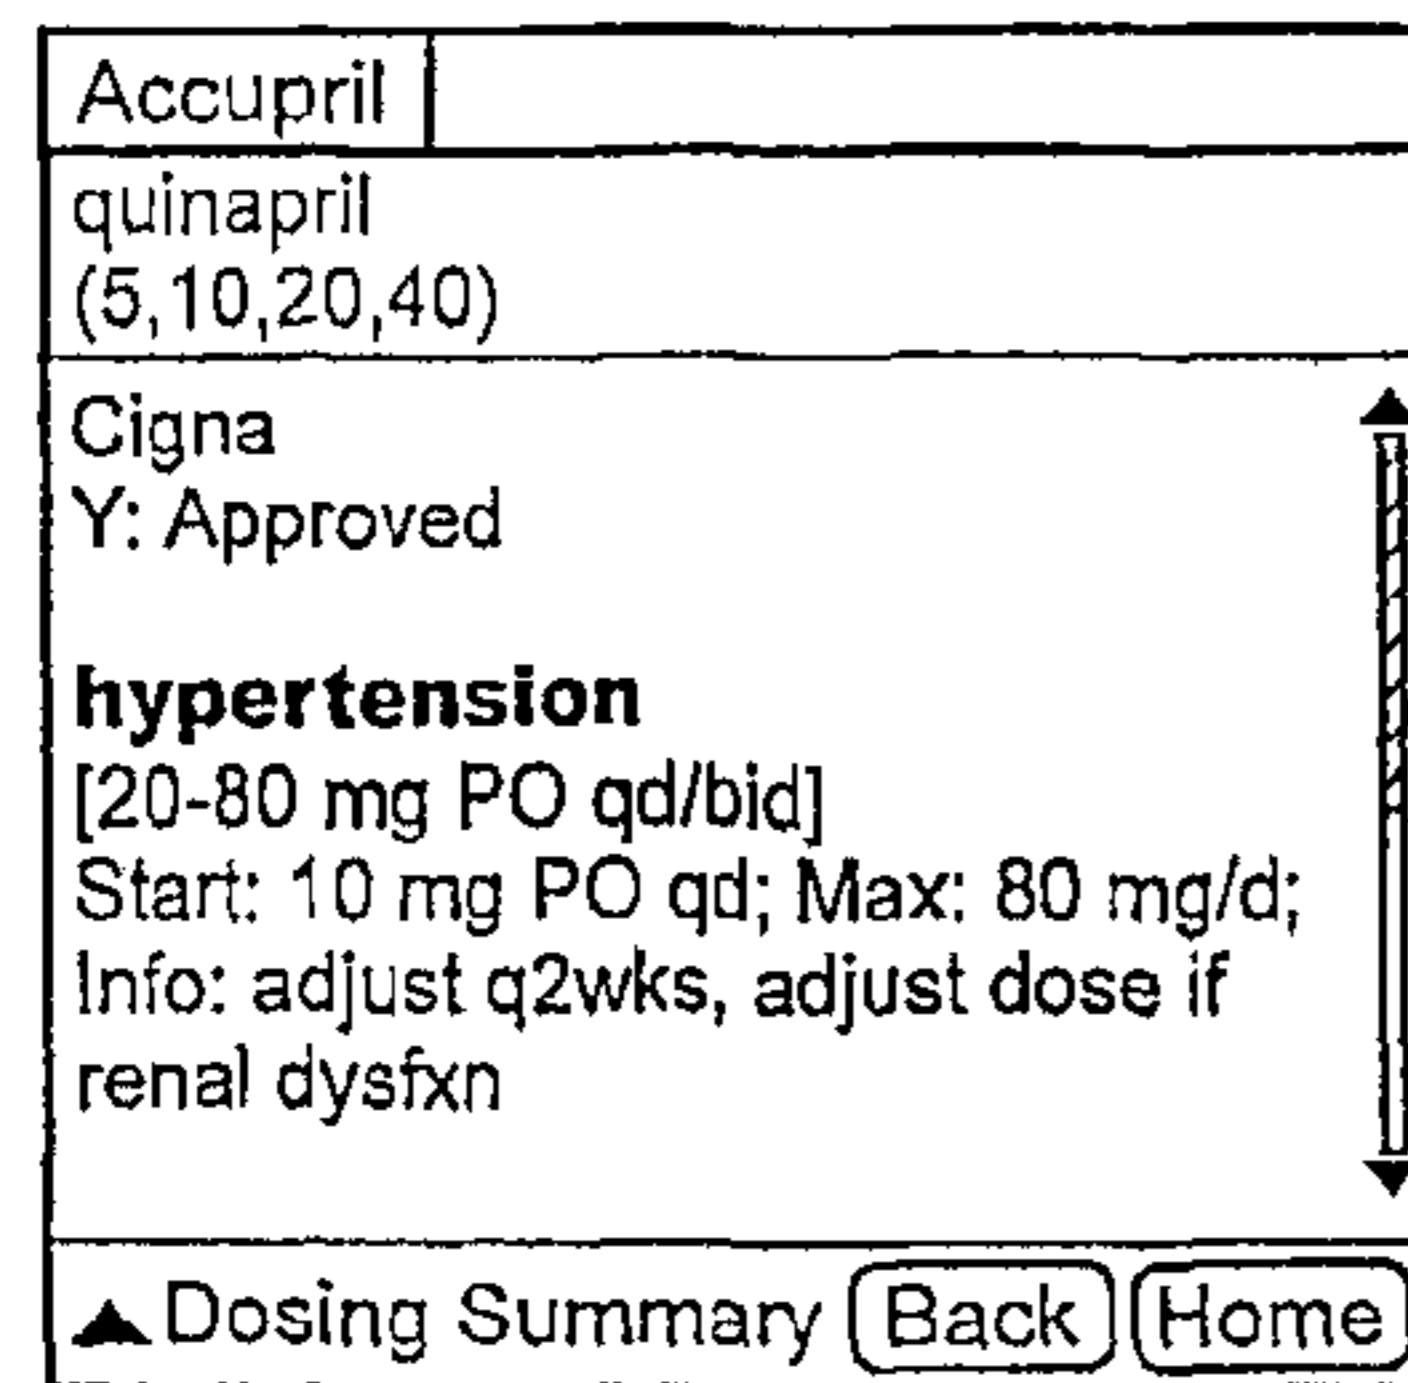 Accupril
quinapril
(5,10,20,40)
Cigna
Y: Approved
hypertension
[20-80 mg PO qd/bid]
Start: 10 mg PO qd; Max: 80 mg/d;
Info: adjust q2wks, adjust dose if
renal dysfxn
Dosing Summary Back Home